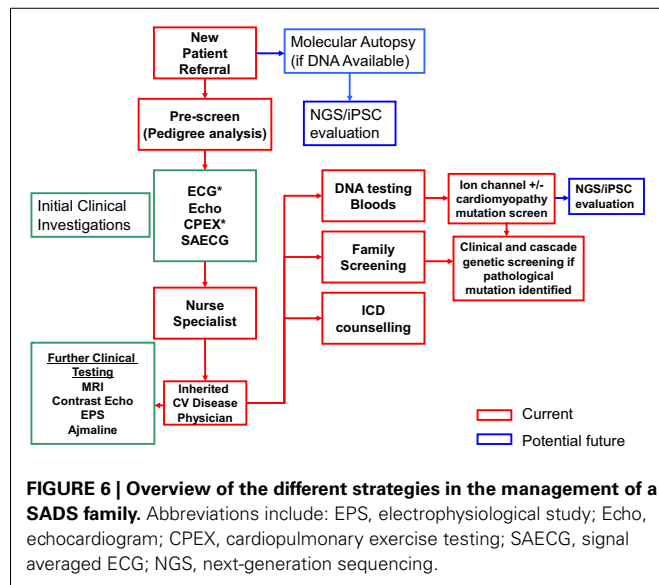 New
Patient
Referral
Molecular Autopsy
(if DNA Available)
NGS/iPSC
evaluation
Pre-screen
(Pedigree analysis)
Initial Clinical
Investigations
ECG*
Echo
CPEX*
SAECG
DNA testing
Bloods
Ion channel +/-
cardiomyopathy
mutation screen
NGS/iPSC
evaluation
Family
Screening
Clinical and cascade
genetic screening if
pathological
mutation identified
Nurse
Specialist
ICD
counselling
Further Clinical
Testing
MRI
Contrast Echo
EPS
Ajmaline
Inherited
CV Disease
Physician
Current
Potential future
FIGURE 6 | Overview of the different strategies in the management of a
SADS family. Abbreviations include: EPS, electrophysiological study; Echo,
echocardiogram; CPEX, cardiopulmonary exercise testing; SAECG, signal
averaged ECG; NGS, next-generation sequencing.